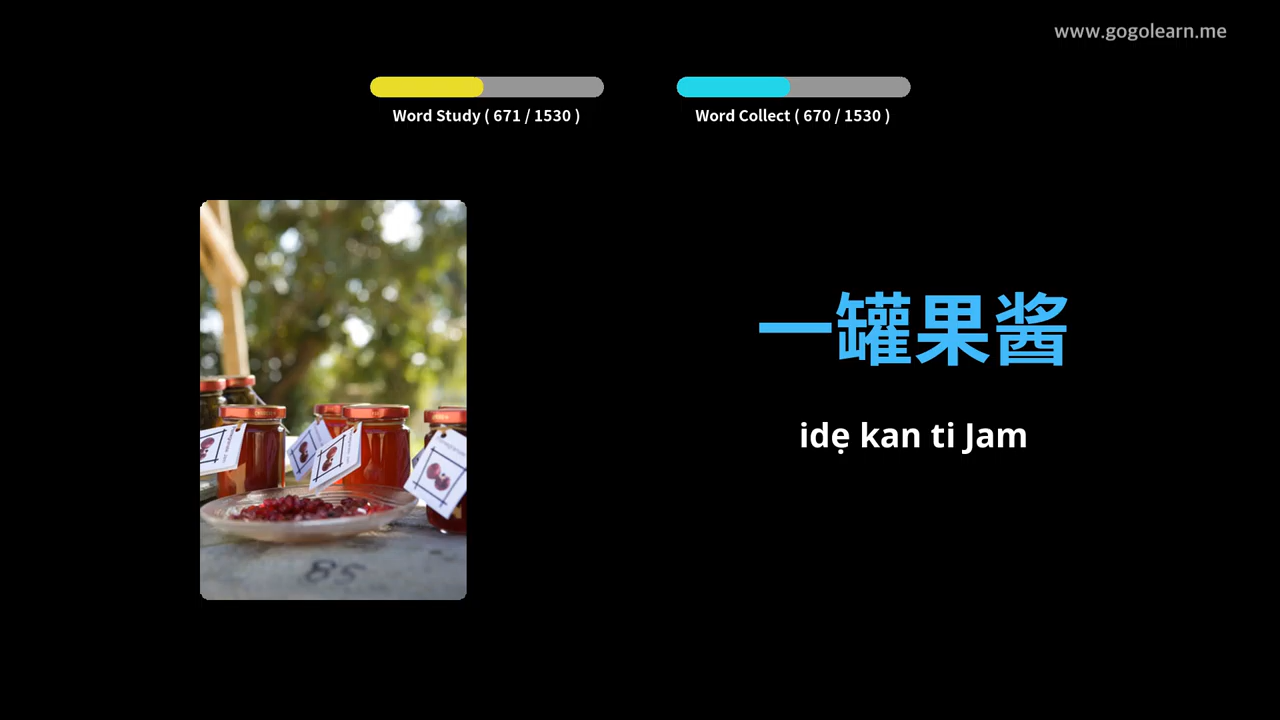 www.gogolearn.me
Word Study ( 671 / 1530 )
Word Collect ( 670 / 1530 )
一罐果酱
idẹ kan ti Jam
85